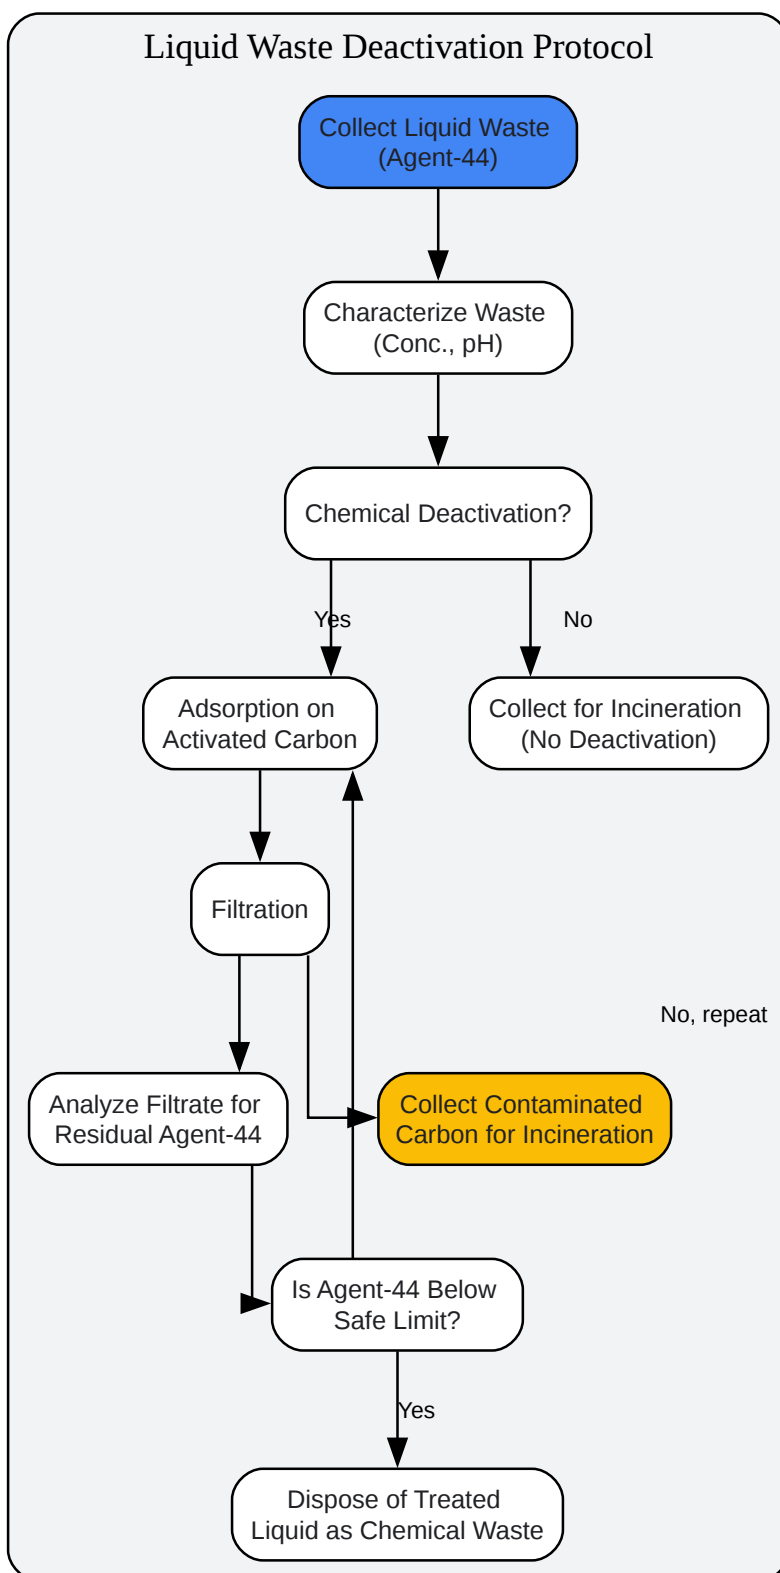 Liquid Waste Deactivation Protocol
Collect Liquid Waste
(Agent-44)
Characterize Waste
(Conc., pH)
Chemical Deactivation?
Yes
No
Adsorption on
Activated Carbon
Collect for Incineration
(No Deactivation)
Filtration
No, repeat
Analyze Filtrate for
Residual Agent-44
Collect Contaminated
Carbon for Incineration
Is Agent-44 Below
Safe Limit?
Yes
Dispose of Treated
Liquid as Chemical Waste